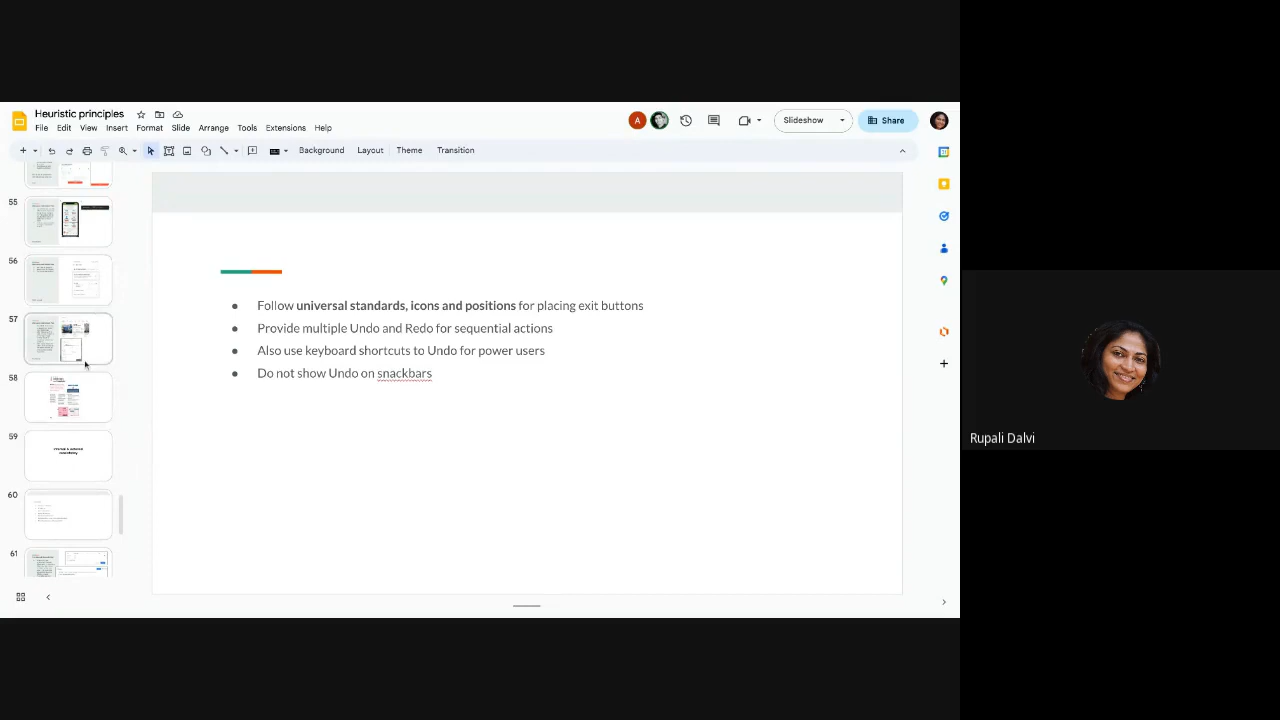 Heuristic principles
File Edit View Insert Format Slide Arrange Tools Extensions Help
A
Slideshow
Share
Background Layout Theme Transition
55
56
57
58
59
60
61
● Follow universal standards, icons and positions for placing exit buttons
● Provide multiple Undo and Redo for sequential actions
● Also use keyboard shortcuts to Undo for power users
● Do not show Undo on snackbars
Rupali Dalvi